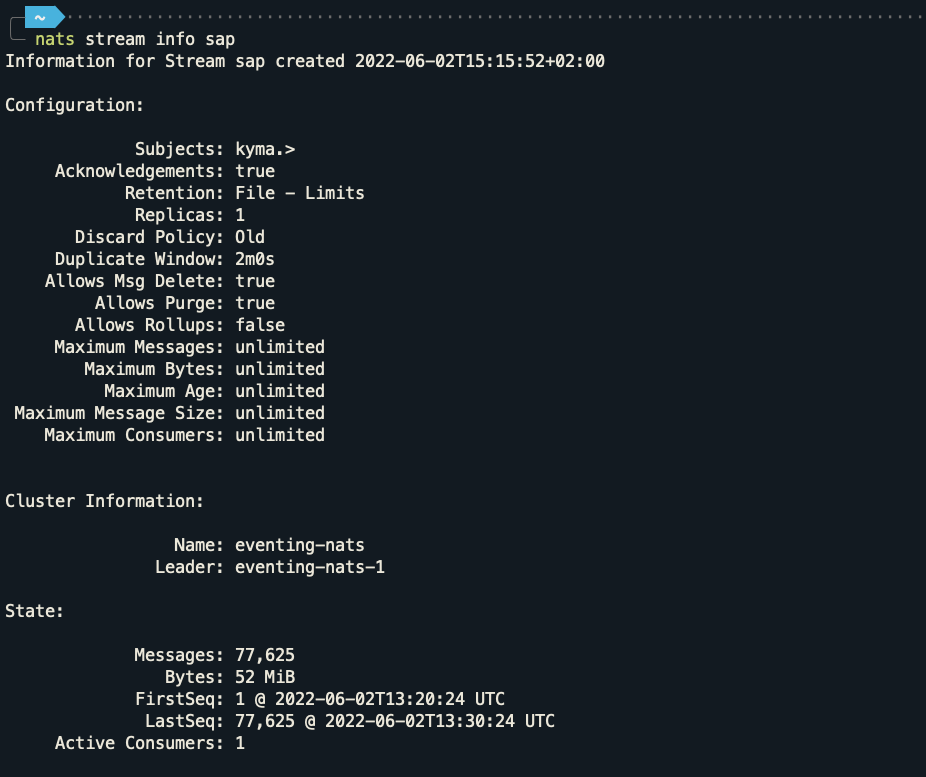 ~
nats stream info sap
Information for Stream sap created 2022-06-02T15:15:52+02:00
Configuration:
Subjects: kyma.>
Acknowledgements: true
Retention: File - Limits
Replicas: 1
Discard Policy: Old
Duplicate Window: 2m0s
Allows Msg Delete: true
Allows Purge: true
Allows Rollups: false
Maximum Messages: unlimited
Maximum Bytes: unlimited
Maximum Age: unlimited
Maximum Message Size: unlimited
Maximum Consumers: unlimited
Cluster Information:
Name: eventing-nats
Leader: eventing-nats-1
State:
Messages: 77,625
Bytes: 52 MiB
FirstSeq: 1 @ 2022-06-02T13:20:24 UTC
LastSeq: 77,625 @ 2022-06-02T13:30:24 UTC
Active Consumers: 1